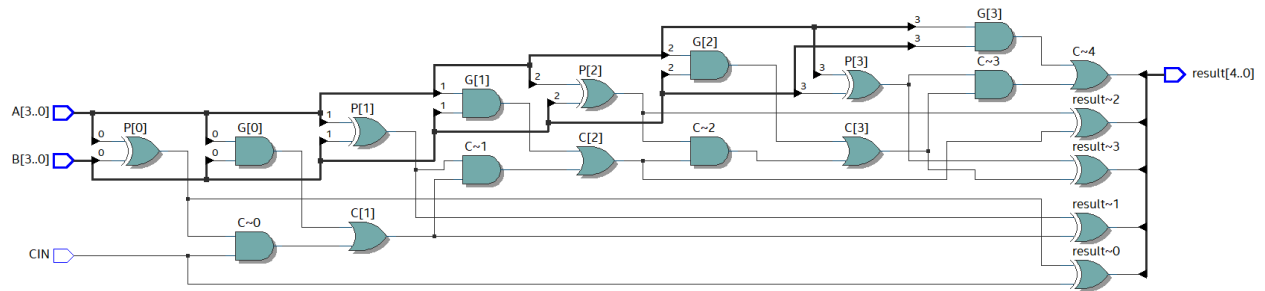 G[3]
3
3
G[2]
2
2
C~4
C~3
result[4..0]
P[3]
3
3
P[2]
2
2
G[1]
1
1
result~2
A[3..0]
P[1]
1
1
P[0]
0
0
G[0]
0
0
C~2
C[3]
C[2]
B[3..0]
result~3
C~1
result~1
C[1]
C~0
result~0
CIN